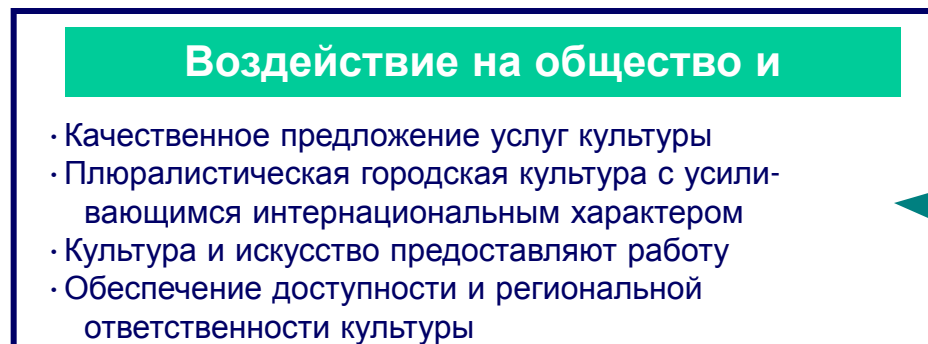 Воздействие на общество и
· Качественное предложение услуг культуры
· Плюралистическая городская культура с усили-
вающимся интернациональным характером
· Культура и искусство предоставляют работу
· Обеспечение доступности и региональной
ответственности культуры